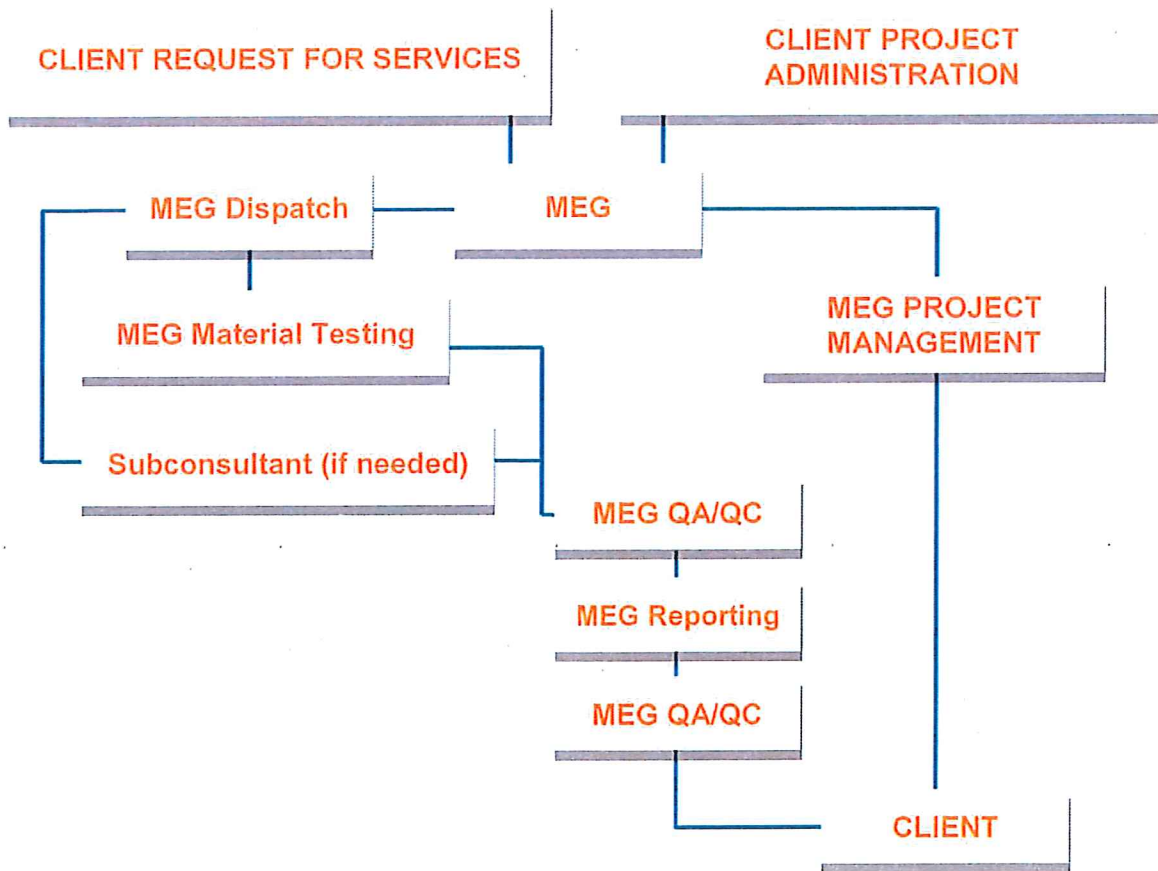 CLIENT REQUEST FOR SERVICES
CLIENT PROJECT
ADMINISTRATION
MEG Dispatch
MEG
MEG Material Testing
MEG PROJECT
MANAGEMENT
Subconsultant (if needed)
MEG QA/QC
MEG Reporting
MEG QA/QC
CLIENT